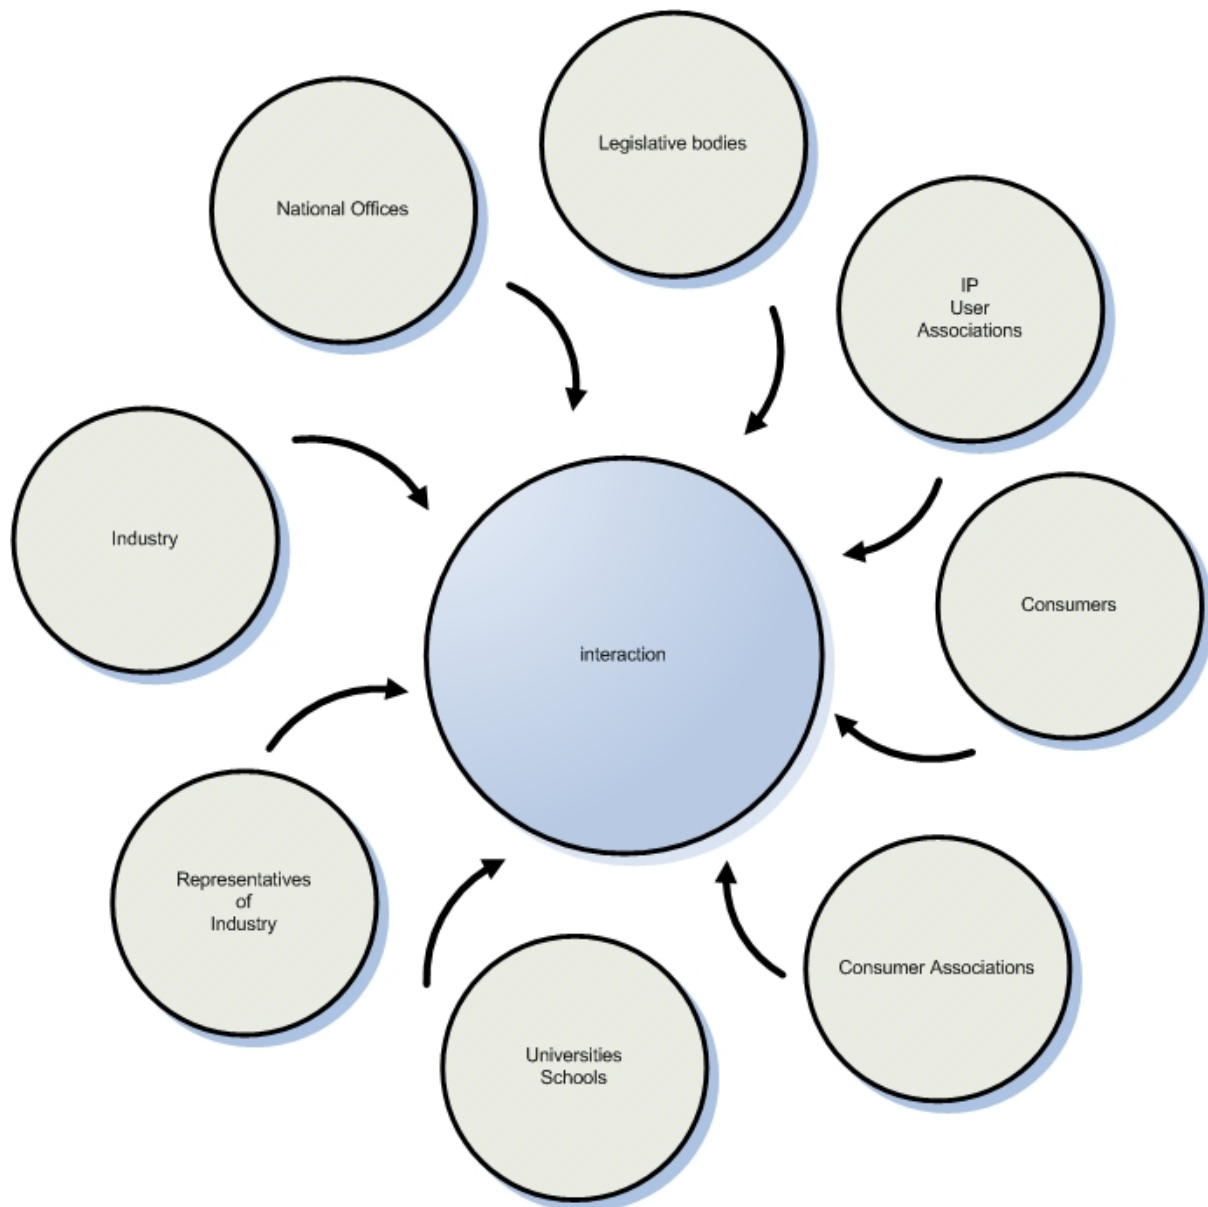 Legislative bodies
National Offices
IP
User
Associations
Industry
Consumers
interaction
Representatives
of
Industry
Consumer Associations
Universities
Schools